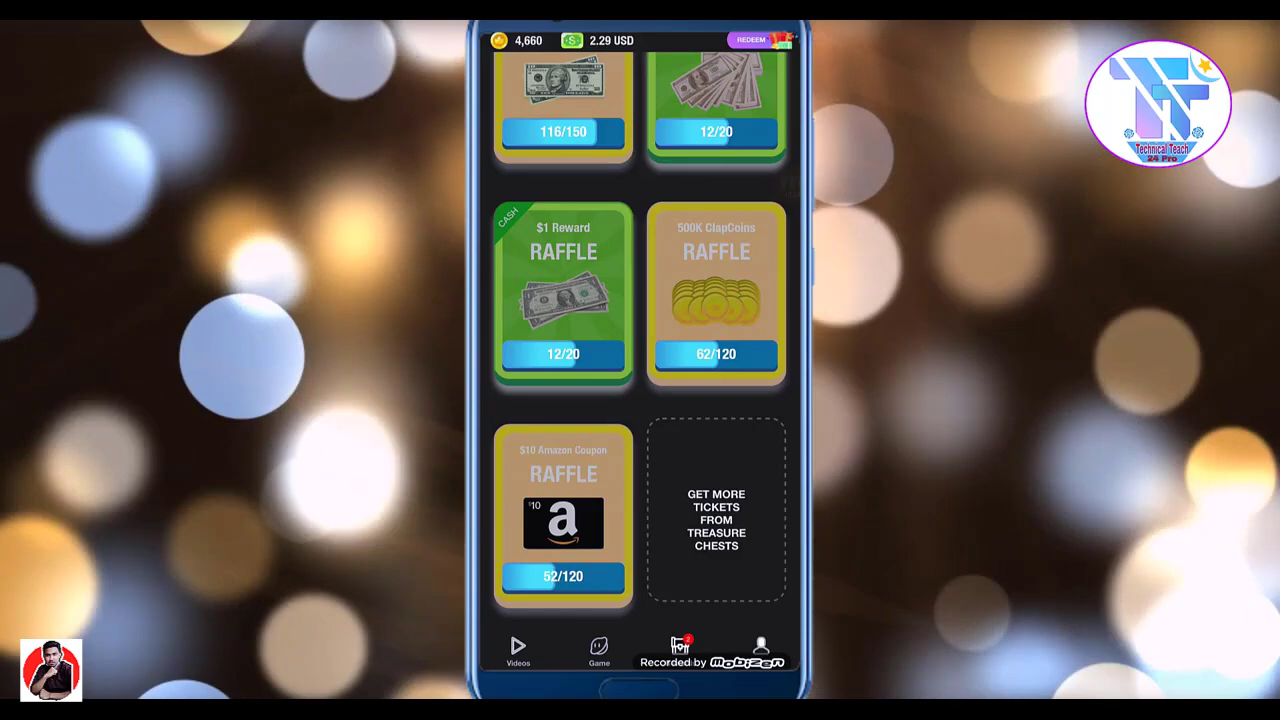 4,660
2.29 USD
REDEEM
116/150
12/20
CASH
$1 Reward
RAFFLE
12/20
500K ClapCoins
RAFFLE
62/120
$10 Amazon Coupon
RAFFLE
$10
a
52/120
GET MORE
TICKETS
FROM
TREASURE
CHESTS
Videos
Game
2
Recorded by mobizen
TT
Technical Teach
24 Pro